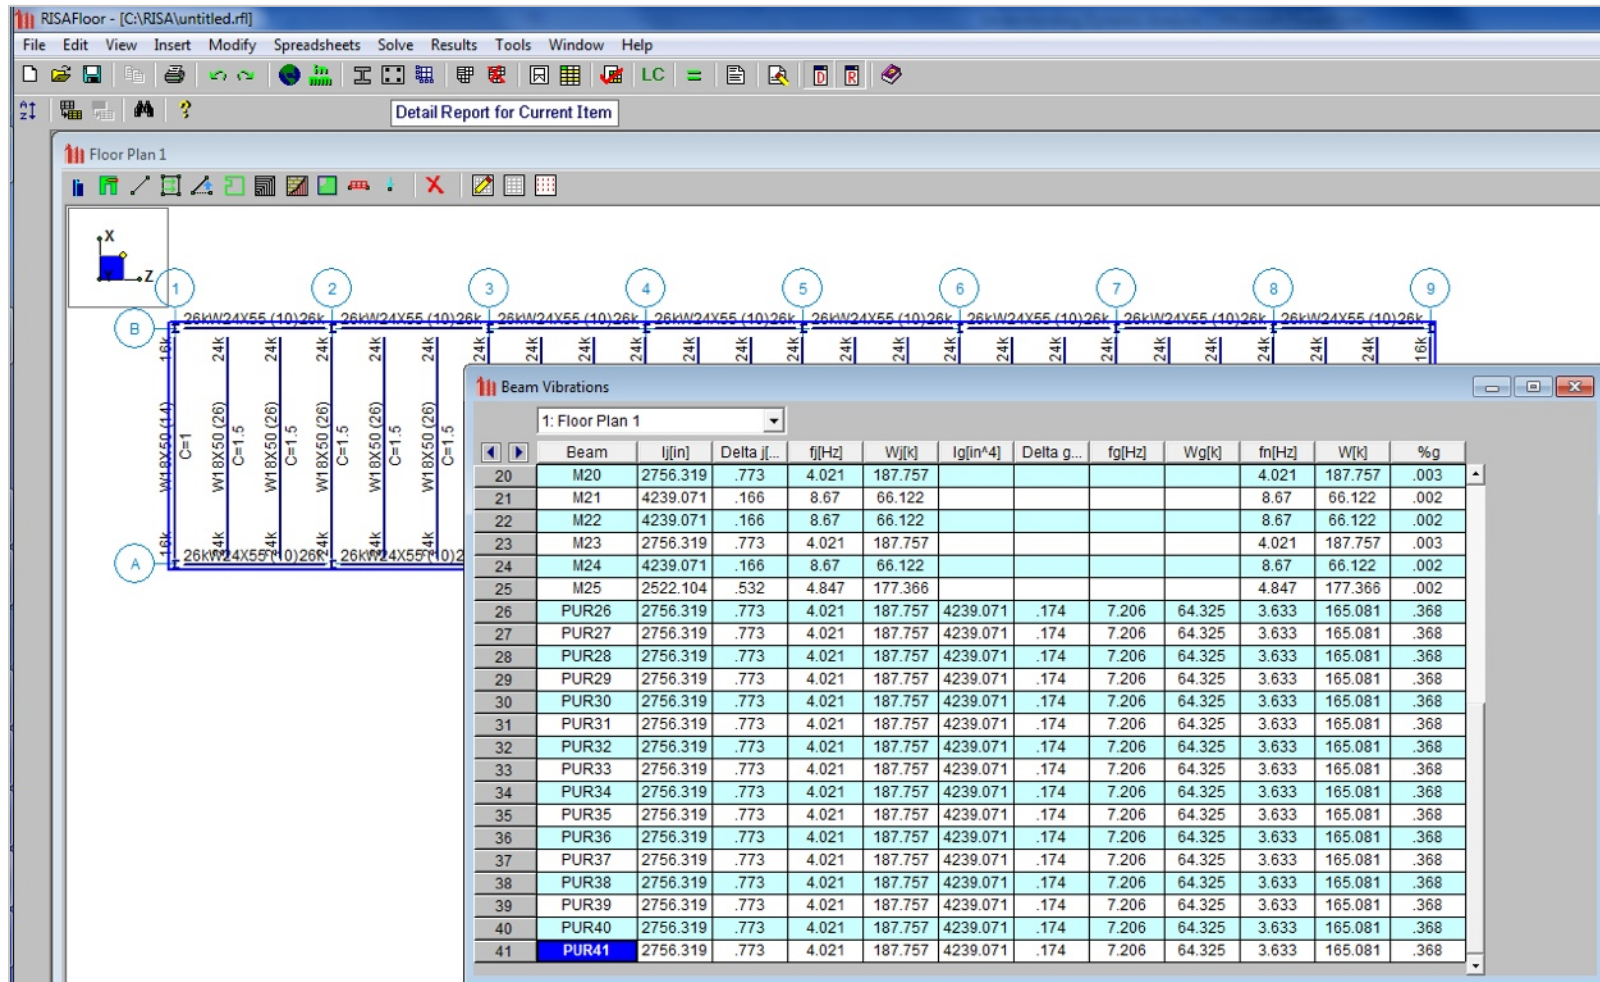 RISAFloor - [C:\RISA\untitled.rfl]
File Edit View Insert Modify Spreadsheets Solve Results Tools Window Help
LC
Detail Report for Current Item
Floor Plan 1
X
Y
Z
1 2 3 4 5 6 7 8 9
B
26kW24X55 (10)26k 26kW24X55 (10)26k 26kW24X55 (10)26k 26kW24X55 (10)26k 26kW24X55 (10)26k 26kW24X55 (10)26k 26kW24X55 (10)26k 26kW24X55 (10)26k
16k 24k 24k 24k 24k 24k 24k 24k 24k 24k 24k 24k 24k 24k 24k 24k 24k 24k 24k 24k 24k 24k 24k 24k 16k
W18X50 (14) C=1 W18X50 (26) C=1.5 W18X50 (26) C=1.5 W18X50 (26) C=1.5 W18X50 (26) C=1.5 W18X50 (26) C=1.5
16k 24k 24k 24k 24k 24k
A
26kW24X55 (10)26k 26kW24X55 (10)2
Beam Vibrations
1: Floor Plan 1
Beam Ij[in] Delta j[... fj[Hz] Wj[k] Ig[in^4] Delta g... fg[Hz] Wg[k] fn[Hz] W[k] %g
20 M20 2756.319 .773 4.021 187.757 4.021 187.757 .003
21 M21 4239.071 .166 8.67 66.122 8.67 66.122 .002
22 M22 4239.071 .166 8.67 66.122 8.67 66.122 .002
23 M23 2756.319 .773 4.021 187.757 4.021 187.757 .003
24 M24 4239.071 .166 8.67 66.122 8.67 66.122 .002
25 M25 2522.104 .532 4.847 177.366 4.847 177.366 .002
26 PUR26 2756.319 .773 4.021 187.757 4239.071 .174 7.206 64.325 3.633 165.081 .368
27 PUR27 2756.319 .773 4.021 187.757 4239.071 .174 7.206 64.325 3.633 165.081 .368
28 PUR28 2756.319 .773 4.021 187.757 4239.071 .174 7.206 64.325 3.633 165.081 .368
29 PUR29 2756.319 .773 4.021 187.757 4239.071 .174 7.206 64.325 3.633 165.081 .368
30 PUR30 2756.319 .773 4.021 187.757 4239.071 .174 7.206 64.325 3.633 165.081 .368
31 PUR31 2756.319 .773 4.021 187.757 4239.071 .174 7.206 64.325 3.633 165.081 .368
32 PUR32 2756.319 .773 4.021 187.757 4239.071 .174 7.206 64.325 3.633 165.081 .368
33 PUR33 2756.319 .773 4.021 187.757 4239.071 .174 7.206 64.325 3.633 165.081 .368
34 PUR34 2756.319 .773 4.021 187.757 4239.071 .174 7.206 64.325 3.633 165.081 .368
35 PUR35 2756.319 .773 4.021 187.757 4239.071 .174 7.206 64.325 3.633 165.081 .368
36 PUR36 2756.319 .773 4.021 187.757 4239.071 .174 7.206 64.325 3.633 165.081 .368
37 PUR37 2756.319 .773 4.021 187.757 4239.071 .174 7.206 64.325 3.633 165.081 .368
38 PUR38 2756.319 .773 4.021 187.757 4239.071 .174 7.206 64.325 3.633 165.081 .368
39 PUR39 2756.319 .773 4.021 187.757 4239.071 .174 7.206 64.325 3.633 165.081 .368
40 PUR40 2756.319 .773 4.021 187.757 4239.071 .174 7.206 64.325 3.633 165.081 .368
41 PUR41 2756.319 .773 4.021 187.757 4239.071 .174 7.206 64.325 3.633 165.081 .368